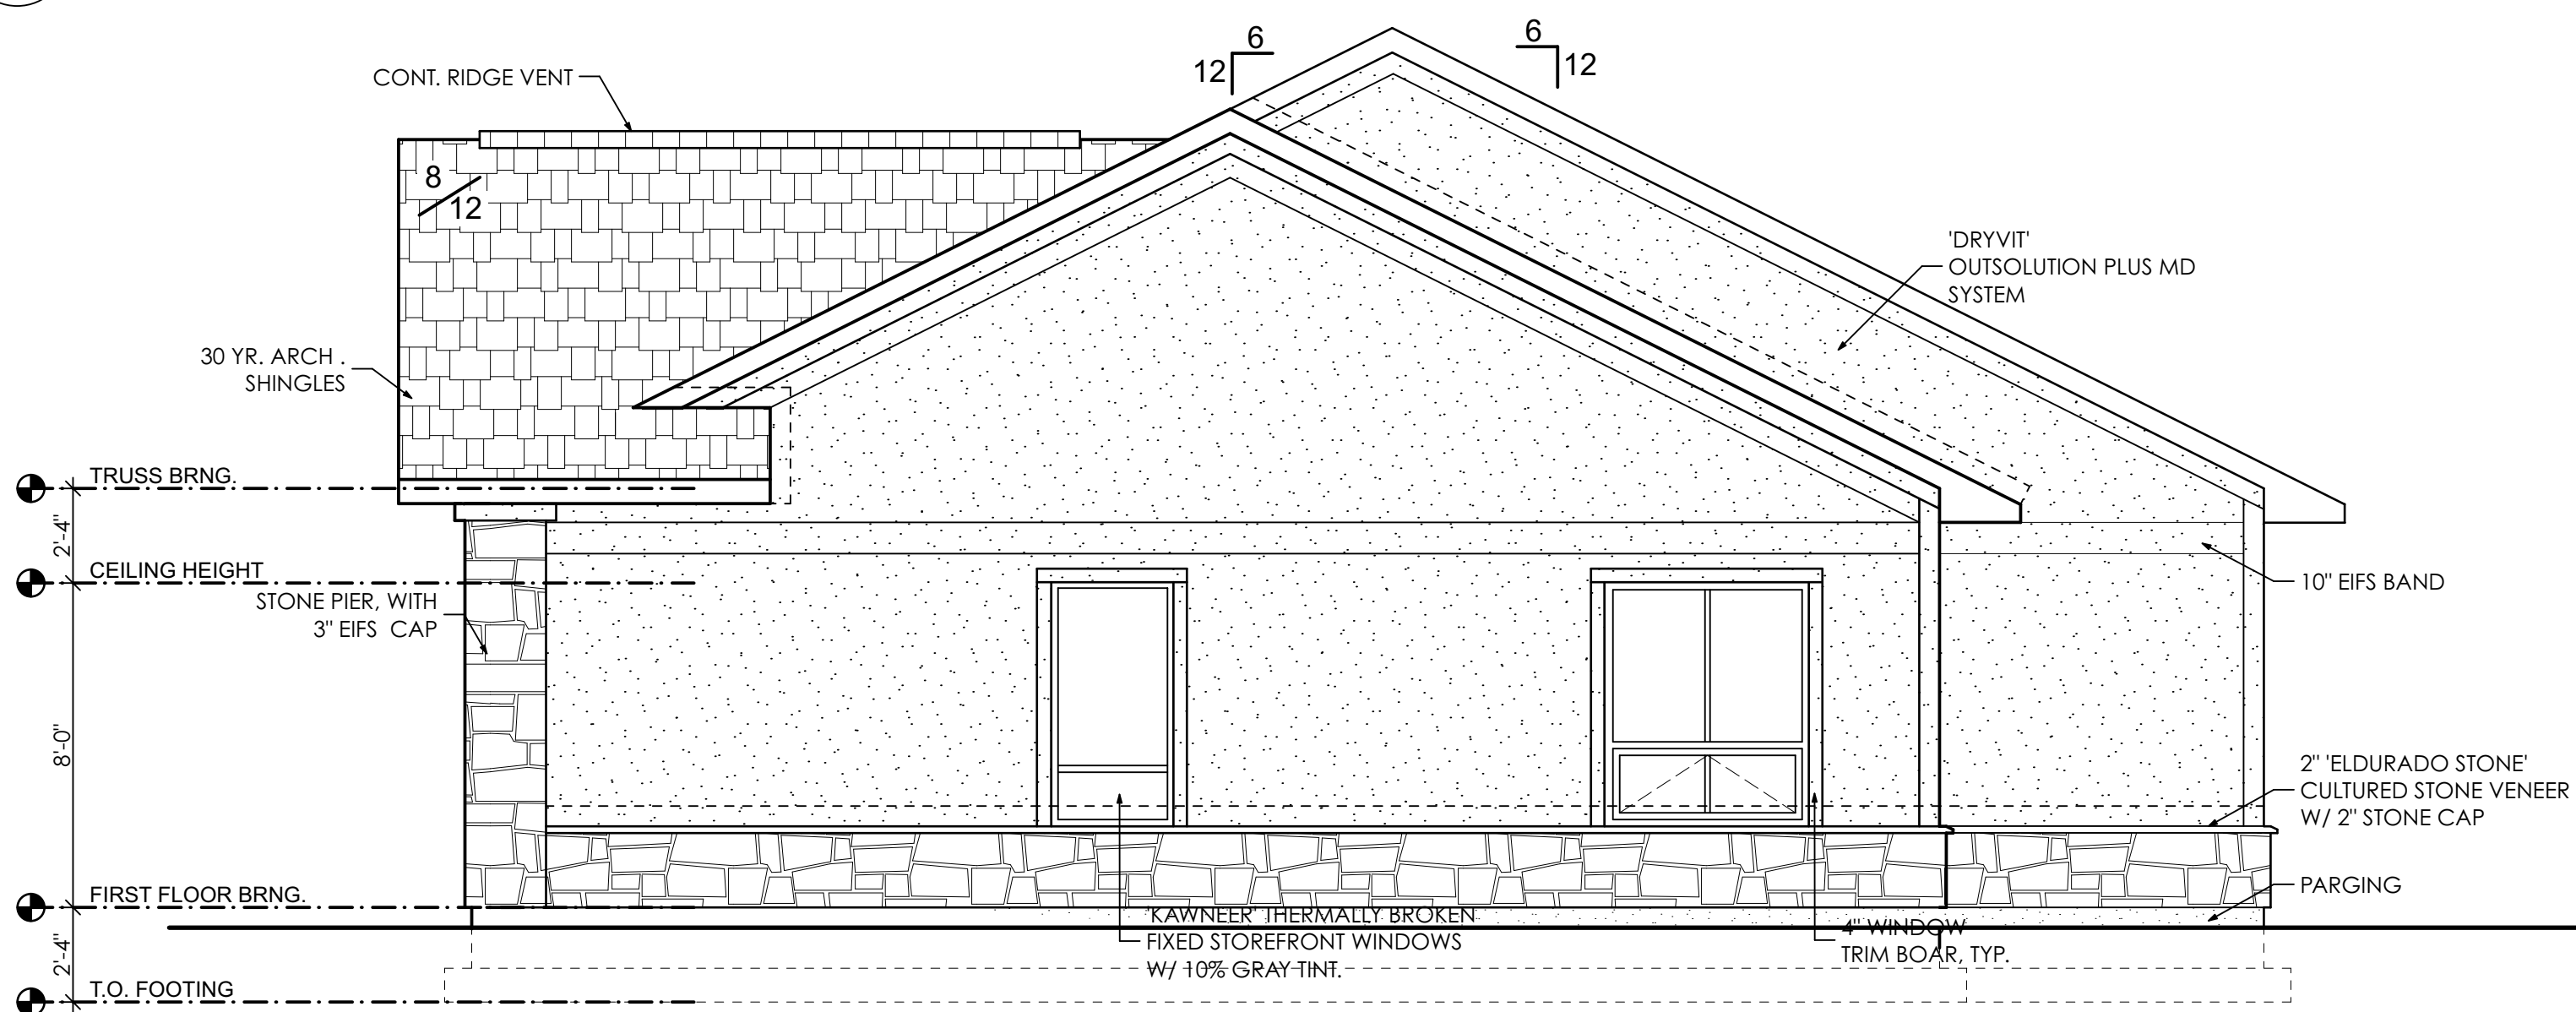 6
12
6
12
CONT. RIDGE VENT
8
12
'DRYVIT'
OUTSOLUTION PLUS MD
SYSTEM
30 YR. ARCH .
SHINGLES
TRUSS BRNG.
2'-4"
CEILING HEIGHT
STONE PIER, WITH
3" EIFS CAP
10" EIFS BAND
8'-0"
2" 'ELDURADO STONE'
CULTURED STONE VENEER
W/ 2" STONE CAP
FIRST FLOOR BRNG.
PARGING
'KAWNEER' THERMALLY BROKEN
FIXED STOREFRONT WINDOWS
W/ 10% GRAY TINT.
4" WINDOW
TRIM BOAR, TYP.
2'-4"
T.O. FOOTING